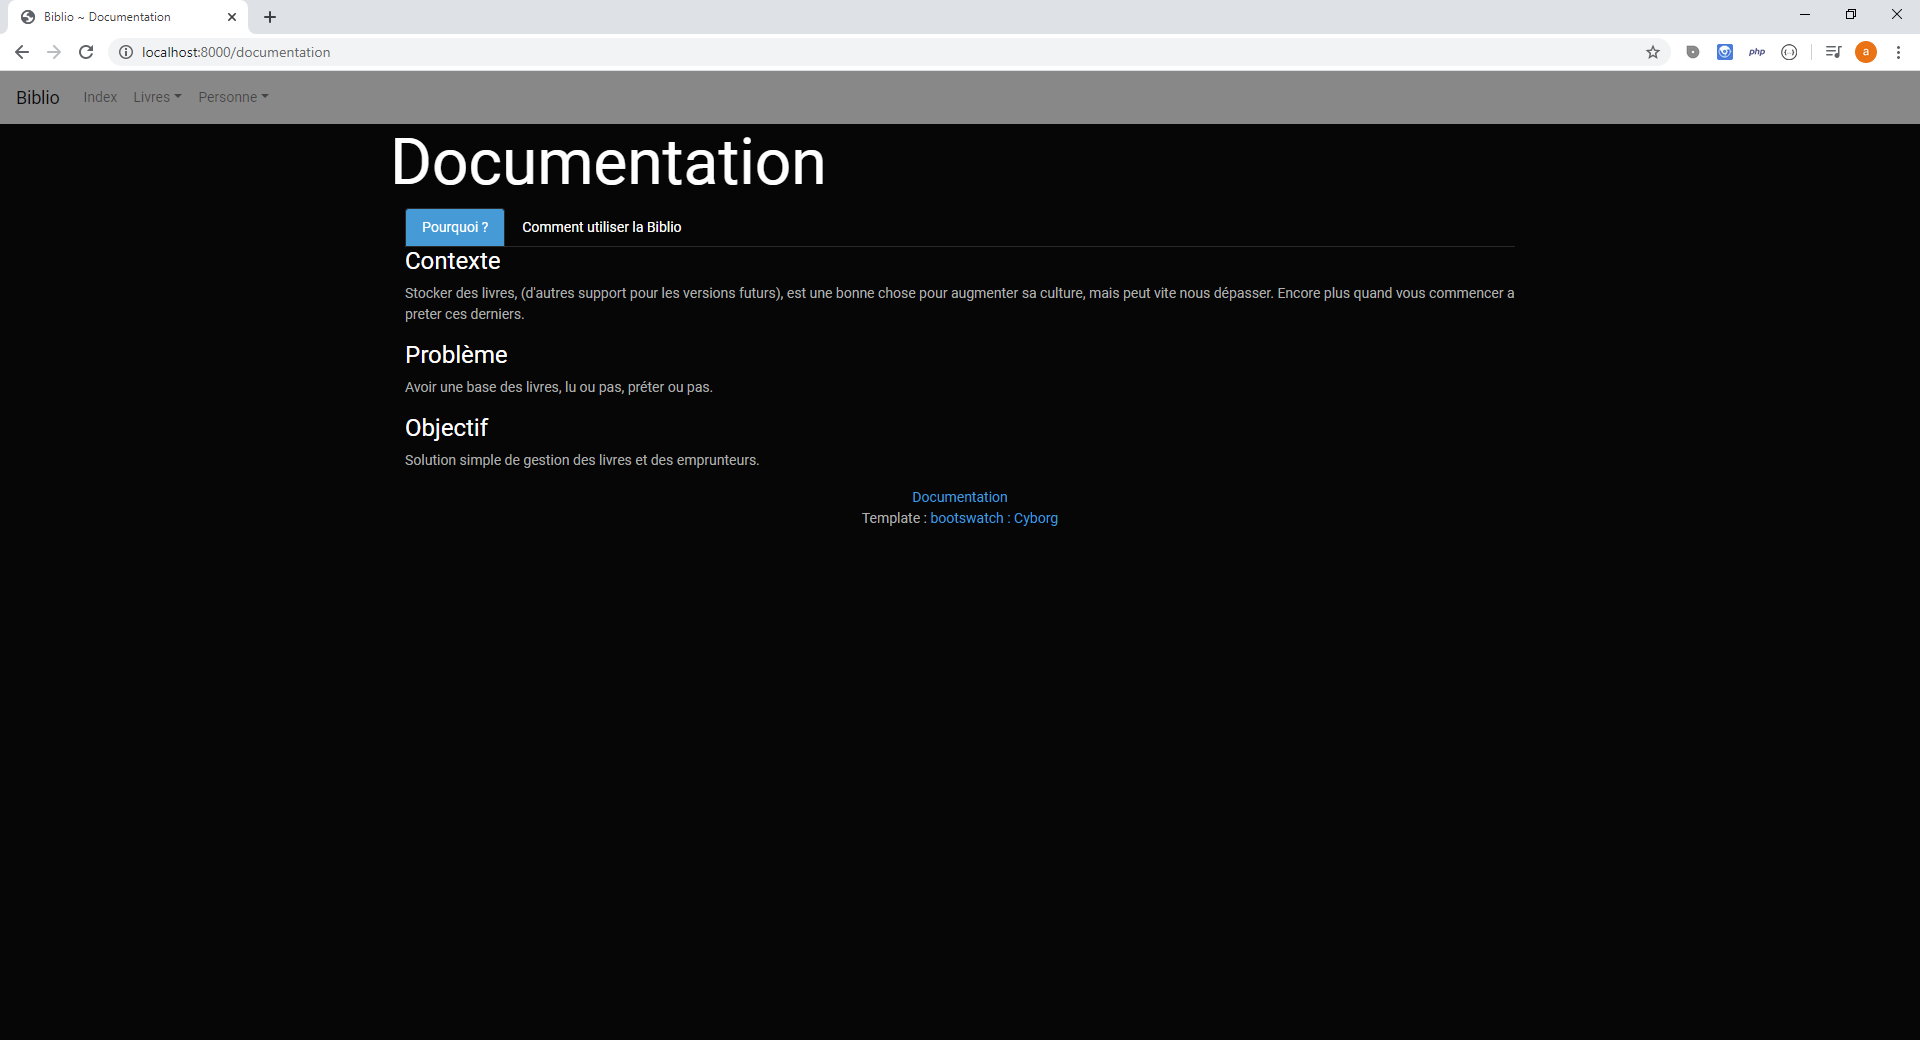 Biblio ~ Documentation
localhost:8000/documentation
php
a
Biblio Index Livres Personne
Documentation
Pourquoi ? Comment utiliser la Biblio
Contexte
Stocker des livres, (d'autres support pour les versions futurs), est une bonne chose pour augmenter sa culture, mais peut vite nous dépasser. Encore plus quand vous commencer a
preter ces derniers.
Problème
Avoir une base des livres, lu ou pas, préter ou pas.
Objectif
Solution simple de gestion des livres et des emprunteurs.
Documentation
Template : bootswatch : Cyborg